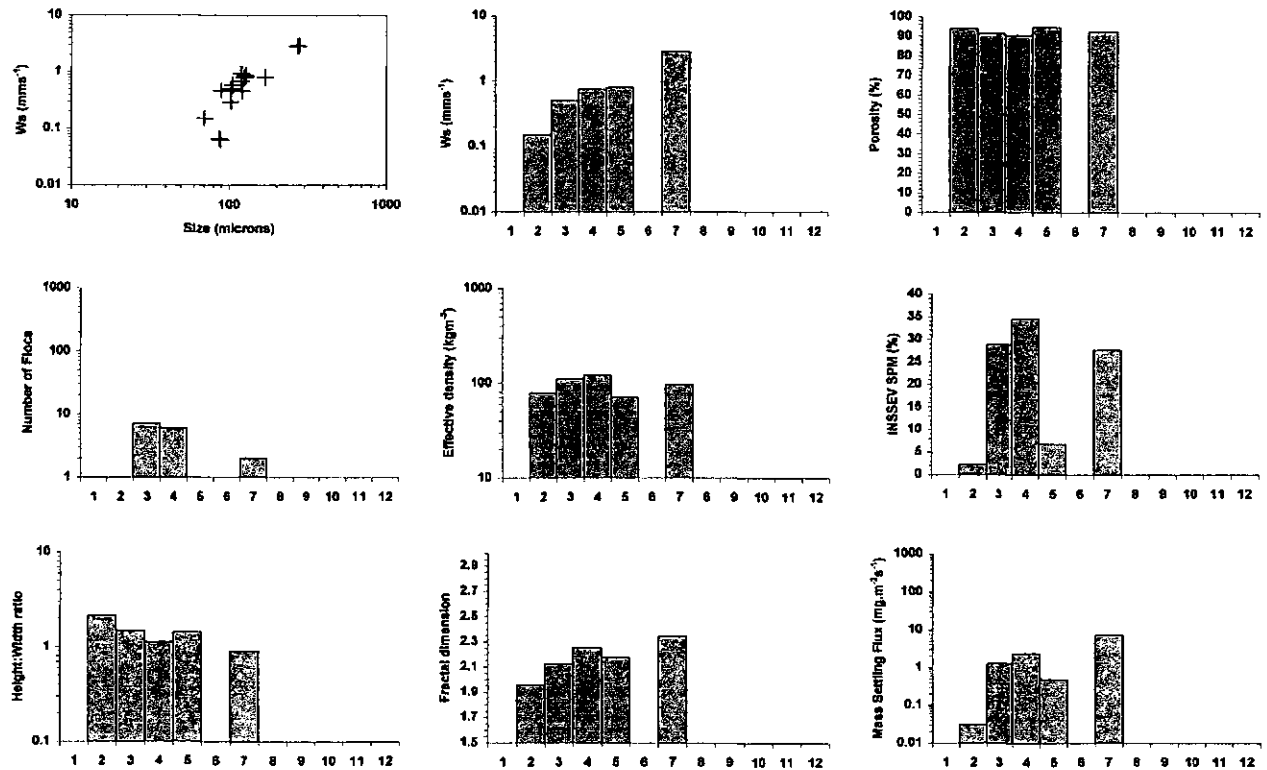 10
1
0.1
0.01
Ws (mms⁻¹)
10 100 1000
Size (microns)
10
1
0.1
0.01
Ws (mms⁻¹)
1 2 3 4 5 6 7 8 9 10 11 12
100
90
80
70
60
50
40
30
20
10
0
Porosity (%)
1 2 3 4 5 6 7 8 9 10 11 12
1000
100
10
1
Number of Flocs
1 2 3 4 5 6 7 8 9 10 11 12
1000
100
10
Effective density (kgm⁻³)
1 2 3 4 5 6 7 8 9 10 11 12
40
35
30
25
20
15
10
5
0
INSSEV SPM (%)
1 2 3 4 5 6 7 8 9 10 11 12
10
1
0.1
Height:Width ratio
1 2 3 4 5 6 7 8 9 10 11 12
2.9
2.7
2.5
2.3
2.1
1.9
1.7
1.5
Fractal dimension
1 2 3 4 5 6 7 8 9 10 11 12
1000
100
10
1
0.1
0.01
Mass Settling Flux (mg.m⁻²s⁻¹)
1 2 3 4 5 6 7 8 9 10 11 12